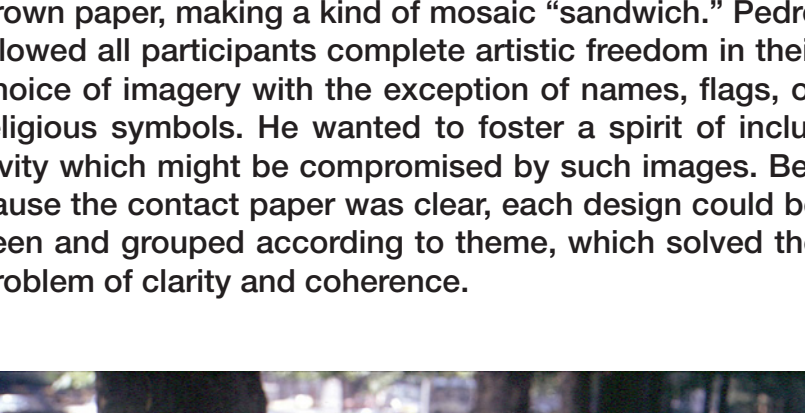 rown paper, making a kind of mosaic “sandwich.” Pedr
llowed all participants complete artistic freedom in thei
hoice of imagery with the exception of names, flags, o
eligious symbols. He wanted to foster a spirit of inclu
vity which might be compromised by such images. Be
ause the contact paper was clear, each design could be
een and grouped according to theme, which solved the
roblem of clarity and coherence.